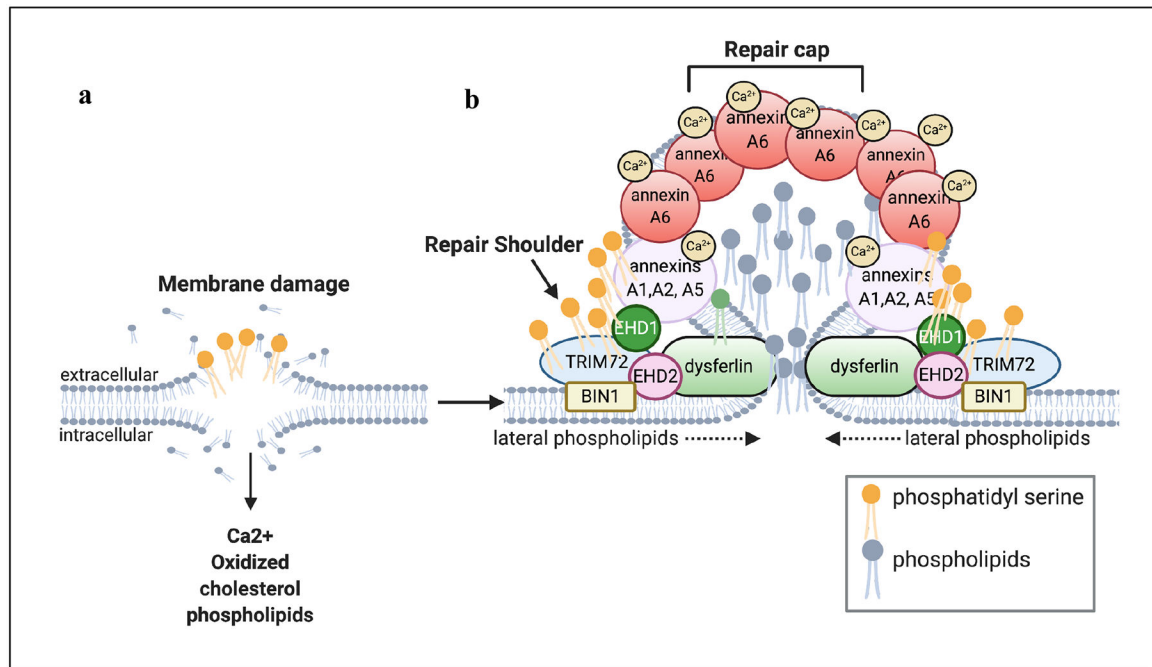 a
Membrane damage
extracellular
intracellular
Ca2+
Oxidized
cholesterol
phospholipids
b
Repair cap
Ca²⁺
Ca²⁺
Ca²⁺
Ca²⁺
Ca²⁺
Ca²⁺
Ca²⁺
annexin
A6
annexin
A6
annexin
A6
annexin
A6
annexin
A6
annexin
A6
Repair Shoulder
Ca²⁺
annexins
A1,A2, A5
Ca²⁺
annexins
A1,A2, A5
EHD1
TRIM72
EHD2
BIN1
dysferlin
dysferlin
EHD1
EHD2
TRIM72
BIN1
lateral phospholipids
lateral phospholipids
phosphatidyl serine
phospholipids